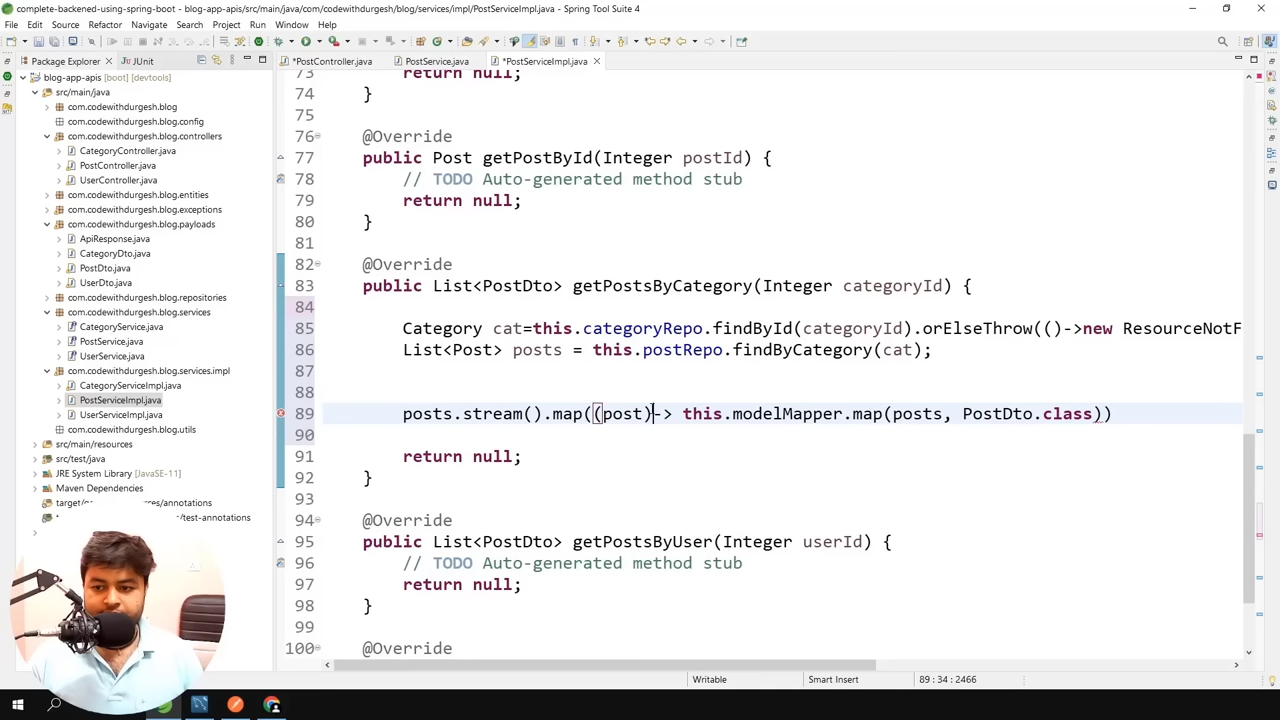 complete-backened-using-spring-boot - blog-app-apis/src/main/java/com/codewithdurgesh/blog/services/impl/PostServiceImpl.java - Spring Tool Suite 4
File Edit Source Refactor Navigate Search Project Run Window Help
Package Explorer JUnit
*PostController.java PostService.java *PostServiceImpl.java
blog-app-apis [boot] [devtools]
src/main/java
com.codewithdurgesh.blog
com.codewithdurgesh.blog.config
com.codewithdurgesh.blog.controllers
CategoryController.java
PostController.java
UserController.java
com.codewithdurgesh.blog.entities
com.codewithdurgesh.blog.exceptions
com.codewithdurgesh.blog.payloads
ApiResponse.java
CategoryDto.java
PostDto.java
UserDto.java
com.codewithdurgesh.blog.repositories
com.codewithdurgesh.blog.services
CategoryService.java
PostService.java
UserService.java
com.codewithdurgesh.blog.services.impl
CategoryServiceImpl.java
PostServiceImpl.java
UserServiceImpl.java
com.codewithdurgesh.blog.utils
src/main/resources
src/test/java
JRE System Library [JavaSE-11]
Maven Dependencies
73 return null;
74 }
75
76 @Override
77 public Post getPostById(Integer postId) {
78 // TODO Auto-generated method stub
79 return null;
80 }
81
82 @Override
83 public List<PostDto> getPostsByCategory(Integer categoryId) {
84
85 Category cat=this.categoryRepo.findById(categoryId).orElseThrow(()->new ResourceNotF
86 List<Post> posts = this.postRepo.findByCategory(cat);
87
88
89 posts.stream().map((post)-> this.modelMapper.map(posts, PostDto.class))
90
91 return null;
92 }
93
94 @Override
95 public List<PostDto> getPostsByUser(Integer userId) {
96 // TODO Auto-generated method stub
97 return null;
98 }
99
100 @Override
Writable Smart Insert 89 : 34 : 2466